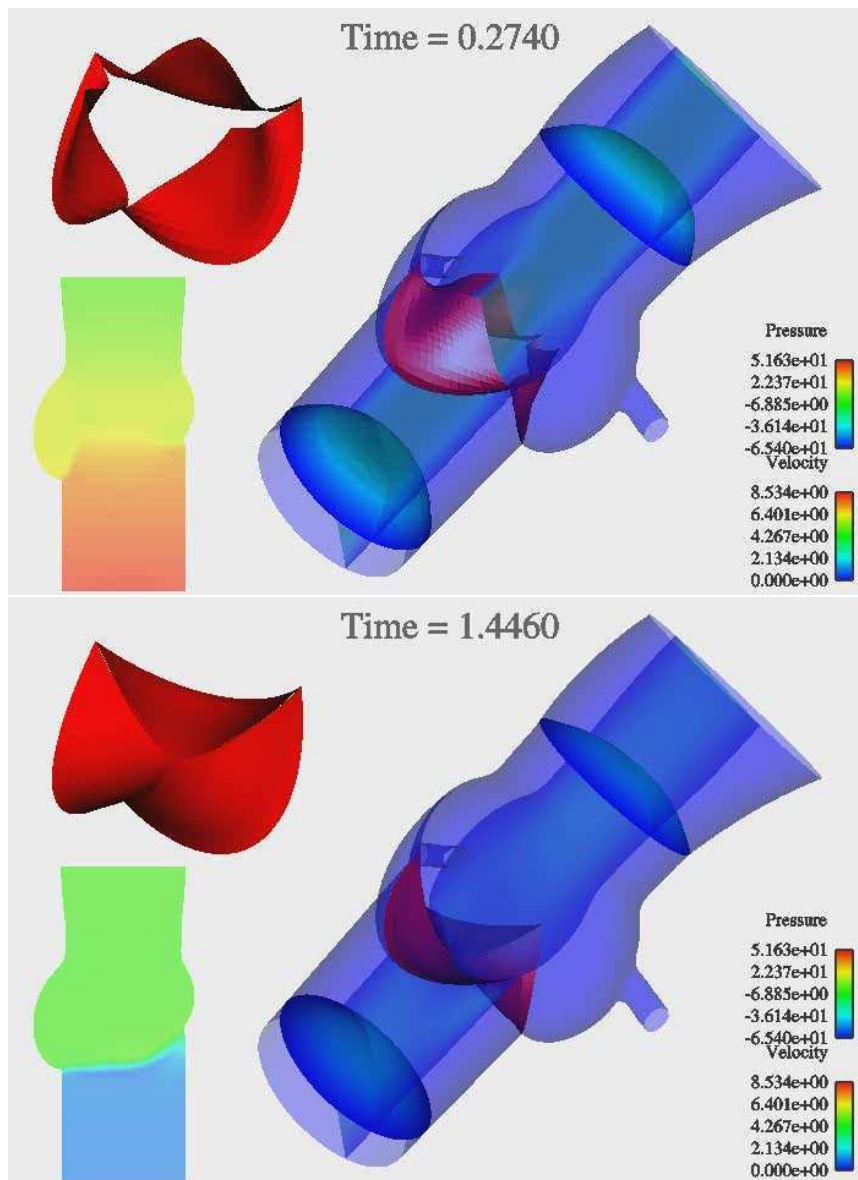 Time = 0.2740
Pressure
5.163e+01
2.237e+01
-6.885e+00
-3.614e+01
-6.540e+01
Velocity
8.534e+00
6.401e+00
4.267e+00
2.134e+00
0.000e+00
Time = 1.4460
Pressure
5.163e+01
2.237e+01
-6.885e+00
-3.614e+01
-6.540e+01
Velocity
8.534e+00
6.401e+00
4.267e+00
2.134e+00
0.000e+00